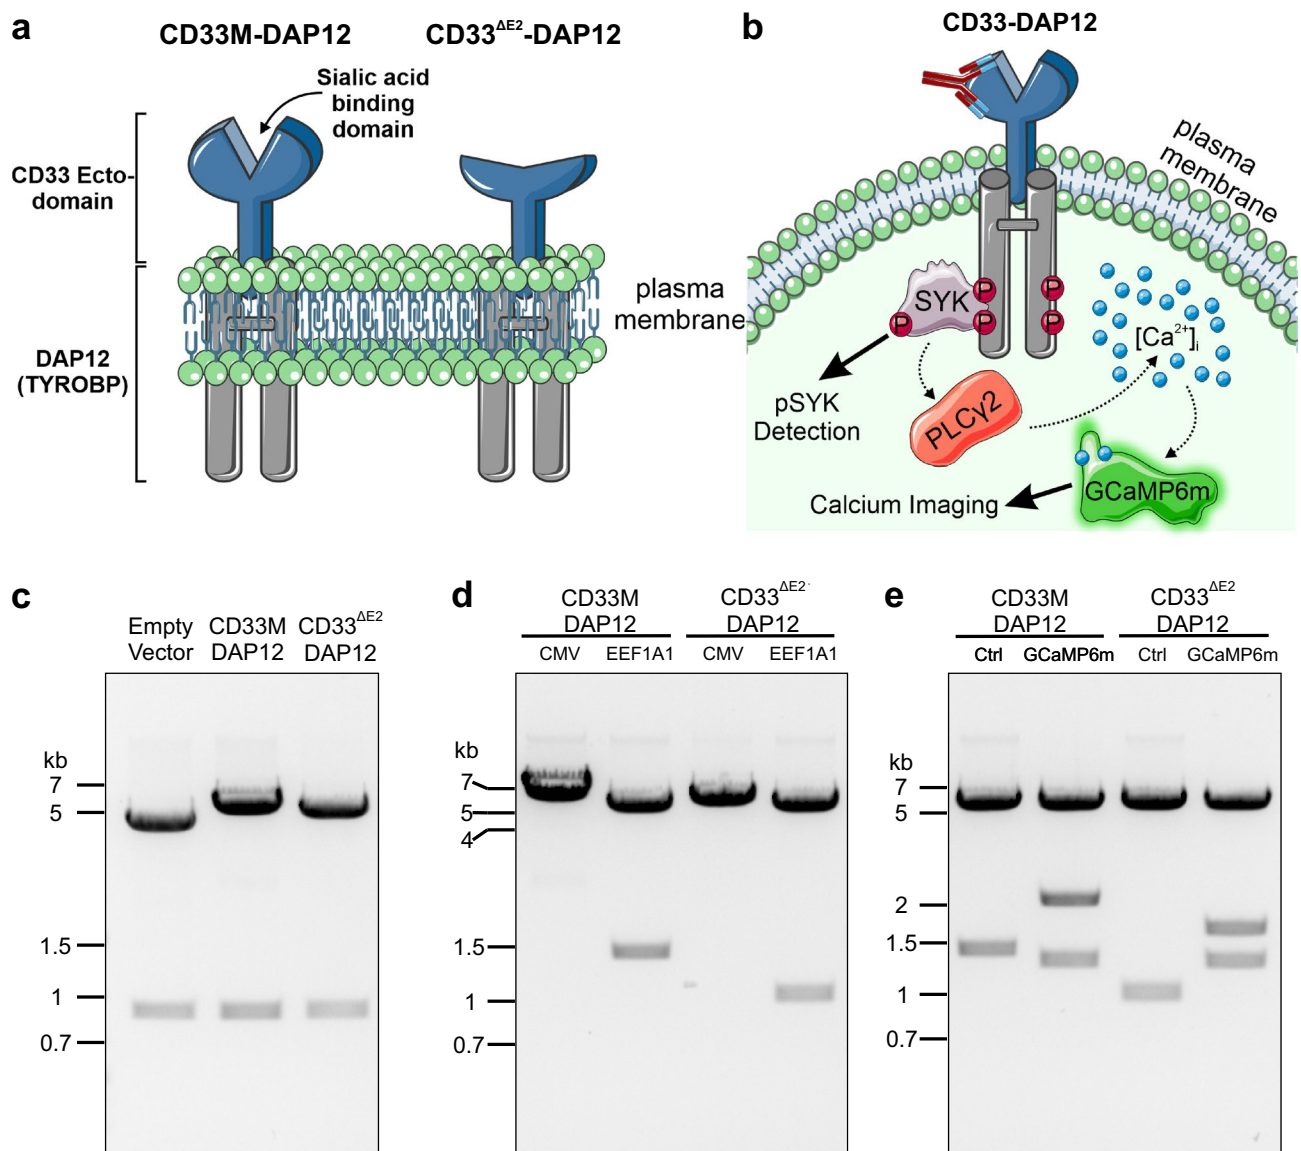 a
CD33M-DAP12
CD33ΔE2-DAP12
Sialic acid
binding
domain
CD33 Ecto-
domain
DAP12
(TYROBP)
plasma
membrane
b
CD33-DAP12
plasma
membrane
SYK
P
P
P
P
P
pSYK
Detection
PLCγ2
[Ca2+]i
GCaMP6m
Calcium Imaging
c
Empty
Vector
CD33M
DAP12
CD33ΔE2
DAP12
kb
7
5
1.5
1
0.7
d
CD33M
DAP12
CD33ΔE2
DAP12
CMV EEF1A1 CMV EEF1A1
kb
7
5
4
1.5
1
0.7
e
CD33M
DAP12
CD33ΔE2
DAP12
Ctrl GCaMP6m Ctrl GCaMP6m
kb
7
5
2
1.5
1
0.7